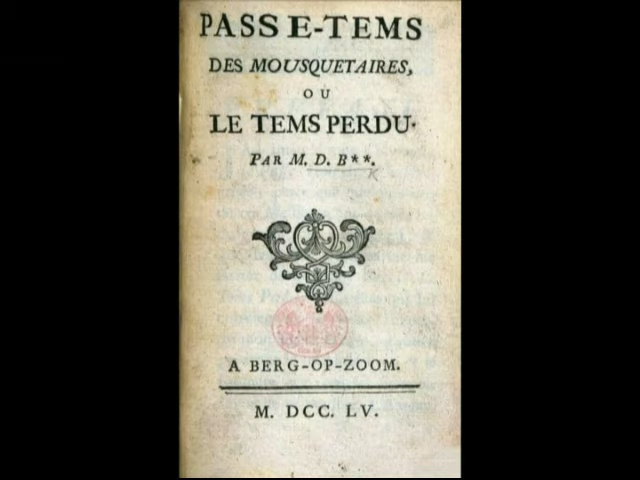 PASSE-TEMS
DES MOUSQUETAIRES,
OU
LE TEMS PERDU.
PAR M. D. B**.
A BERG-OP-ZOOM.
M. DCC. LV.